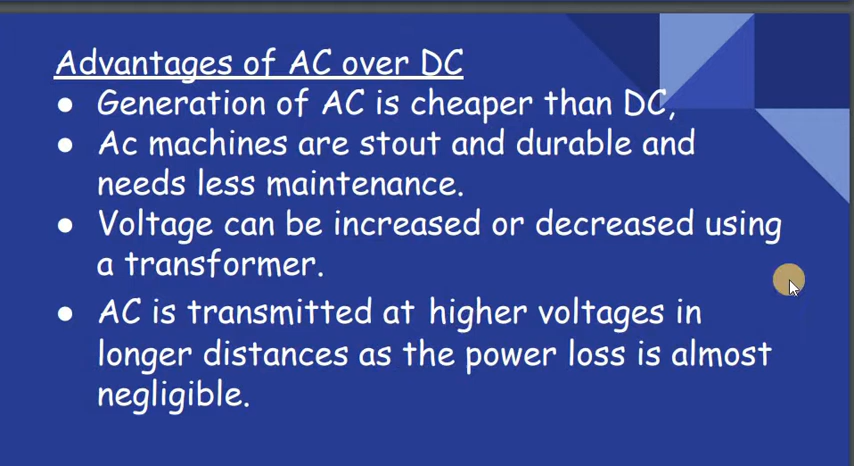 Advantages of AC over DC
● Generation of AC is cheaper than DC,
● Ac machines are stout and durable and
needs less maintenance.
● Voltage can be increased or decreased using
a transformer.
● AC is transmitted at higher voltages in
longer distances as the power loss is almost
negligible.